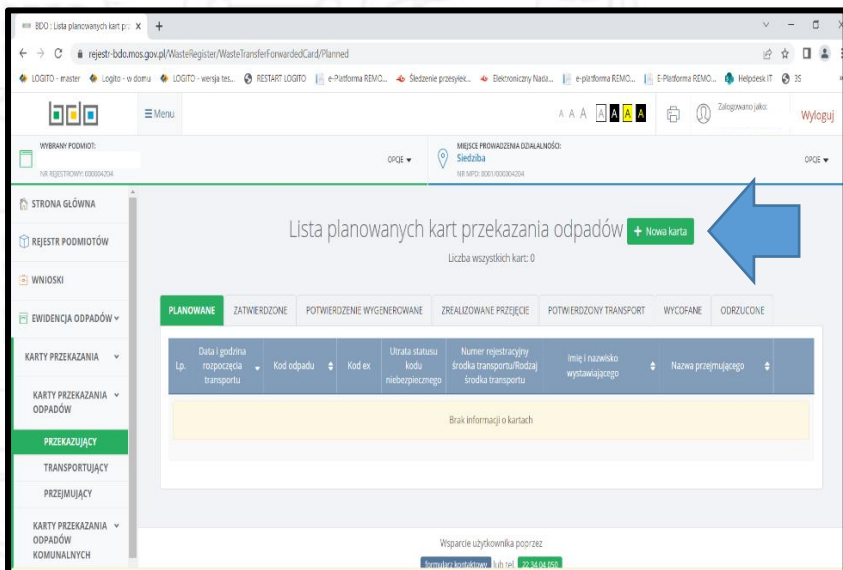 BDO : Lista planowanych kart prz
rejestr-bdo.mos.gov.pl/WasteRegister/WasteTransferForwardedCard/Planned
LOGITO - master
Logito - w domu
LOGITO - wersja tes...
RESTART LOGITO
e-Platforma REMO...
Śledzenie przesyłek...
Elektroniczny Nada...
e-platforma REMO...
E-Platforma REMO...
Helpdesk IT
3S
»
bdo
Menu
A A A A A A A
Zalogowano jako:
Wyloguj
WYBRANY PODMIOT:
NR REJESTROWY: 000004204
OPCJE
MIEJSCE PROWADZENIA DZIAŁALNOŚCI:
Siedziba
NR MPD: 0001/000004204
OPCJE
STRONA GŁÓWNA
REJESTR PODMIOTÓW
WNIOSKI
EWIDENCJA ODPADÓW
KARTY PRZEKAZANIA
KARTY PRZEKAZANIA
ODPADÓW
PRZEKAZUJĄCY
TRANSPORTUJĄCY
PRZEJMUJĄCY
KARTY PRZEKAZANIA
ODPADÓW
KOMUNALNYCH
Lista planowanych kart przekazania odpadów
+ Nowa karta
Liczba wszystkich kart: 0
PLANOWANE
ZATWIERDZONE
POTWIERDZENIE WYGENEROWANE
ZREALIZOWANE PRZEJĘCIE
POTWIERDZONY TRANSPORT
WYCOFANE
ODRZUCONE
Lp.
Data i godzina
rozpoczęcia
transportu
Kod odpadu
Kod ex
Utrata statusu
kodu
niebezpiecznego
Numer rejestracyjny
środka transportu/Rodzaj
środka transportu
Imię i nazwisko
wystawiającego
Nazwa przejmującego
Brak informacji o kartach
Wsparcie użytkownika poprzez
formularz kontaktowy lub tel. 22 34 04 050